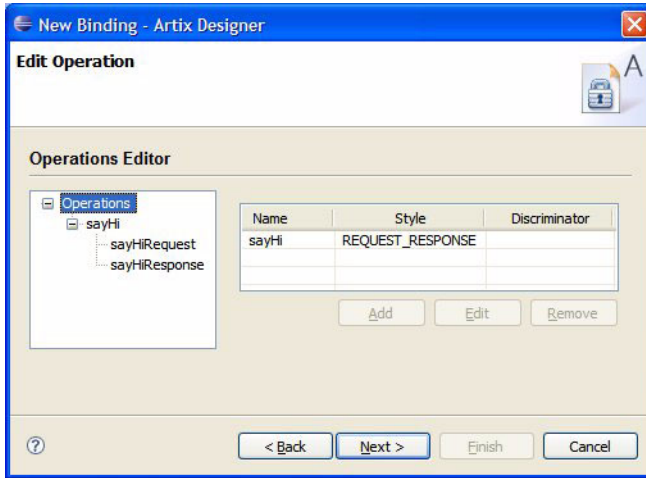 New Binding - Artix Designer
Edit Operation
A
Operations Editor
Operations
sayHi
sayHiRequest
sayHiResponse
Name Style Discriminator
sayHi REQUEST_RESPONSE
Add Edit Remove
? < Back Next > Finish Cancel